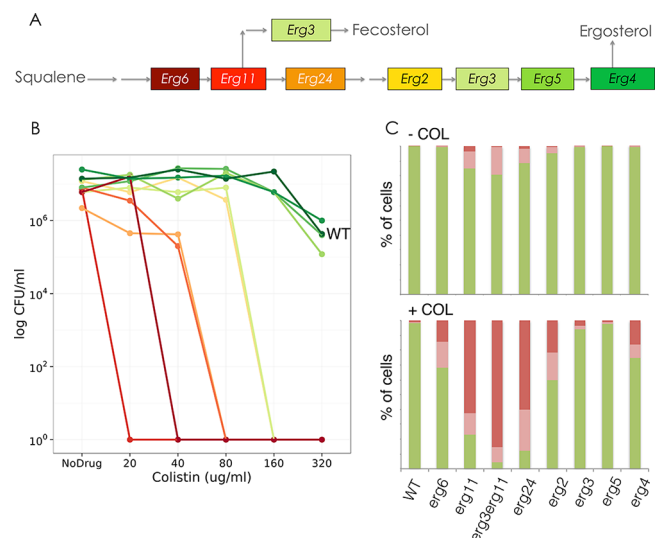 A
Erg3
Fecosterol
Ergosterol
Squalene
Erg6
Erg11
Erg24
Erg2
Erg3
Erg5
Erg4
B
log CFU/ml
10^6
10^4
10^2
10^0
WT
NoDrug
20
40
80
160
320
Colistin (ug/ml)
C
- COL
% of cells
+ COL
% of cells
WT
erg6
erg11
erg3erg11
erg24
erg2
erg3
erg5
erg4